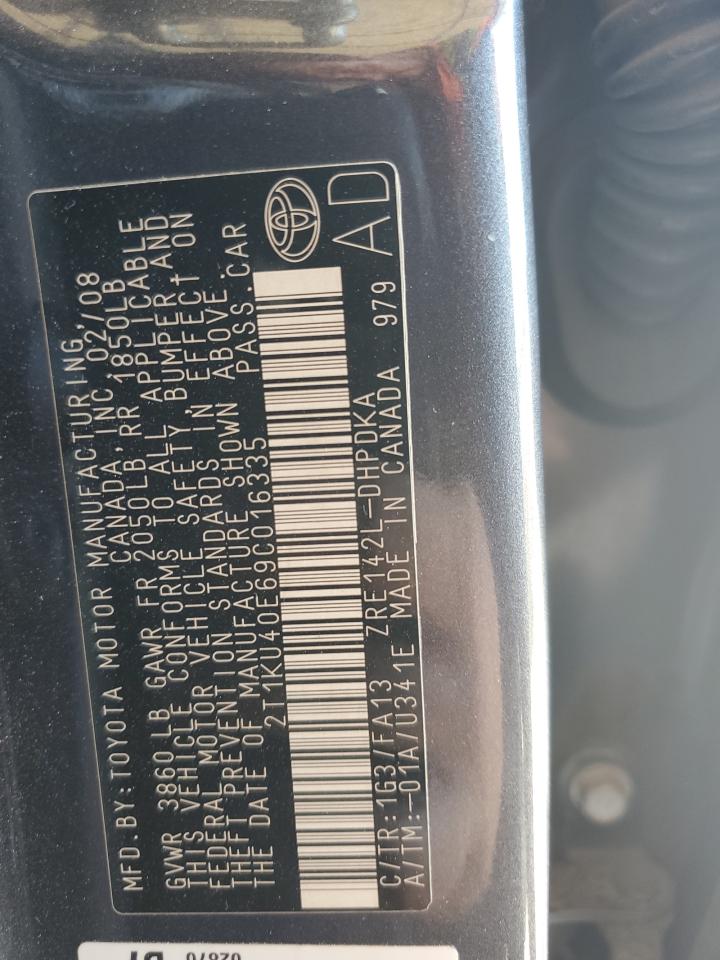 MFD.BY:TOYOTA MOTOR MANUFACTURING,
CANADA, INC. 02/08
GVWR 3860 LB GAWR FR 2050LB, RR 1850LB
THIS VEHICLE CONFORMS TO ALL APPLICABLE
FEDERAL MOTOR VEHICLE SAFETY, BUMPER, AND
THEFT PREVENTION STANDARDS IN EFFECT ON
THE DATE OF MANUFACTURE SHOWN ABOVE.
2T1KU40E69C016335 PASS.CAR
C/TR:1G3/FA13 ZRE142L-DHPDKA
A/TM:-01A/U341E MADE IN CANADA 979
AD
02670